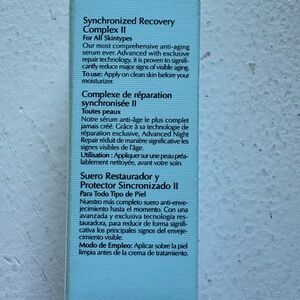 Synchronized Recovery
Complex II
For All Skintypes
Our most comprehensive anti-aging
serum ever. Advanced with exclusive
repair technology, it is proven to signifi-
cantly reduce major signs of visible aging.
To use: Apply on clean skin before your
moisturizer.
Complexe de réparation
synchronisée II
Toutes peaux
Notre sérum anti-âge le plus complet
jamais créé. Grâce à sa technologie de
réparation exclusive, Advanced Night
Repair réduit de manière significative les
signes visibles de l'âge.
Utilisation : Appliquer sur une peau préa-
lablement nettoyée, avant votre soin.
Suero Restaurador y
Protector Sincronizado II
Para Todo Tipo de Piel
Nuestro más completo suero anti-enve-
jecimiento hasta el momento. Con una
avanzada y exclusiva tecnología res-
tauradora, para reducir de forma signifi-
cativa los principales signos del enveje-
cimiento visible.
Modo de Empleo: Aplicar sobre la piel
limpia antes de la crema de tratamiento.